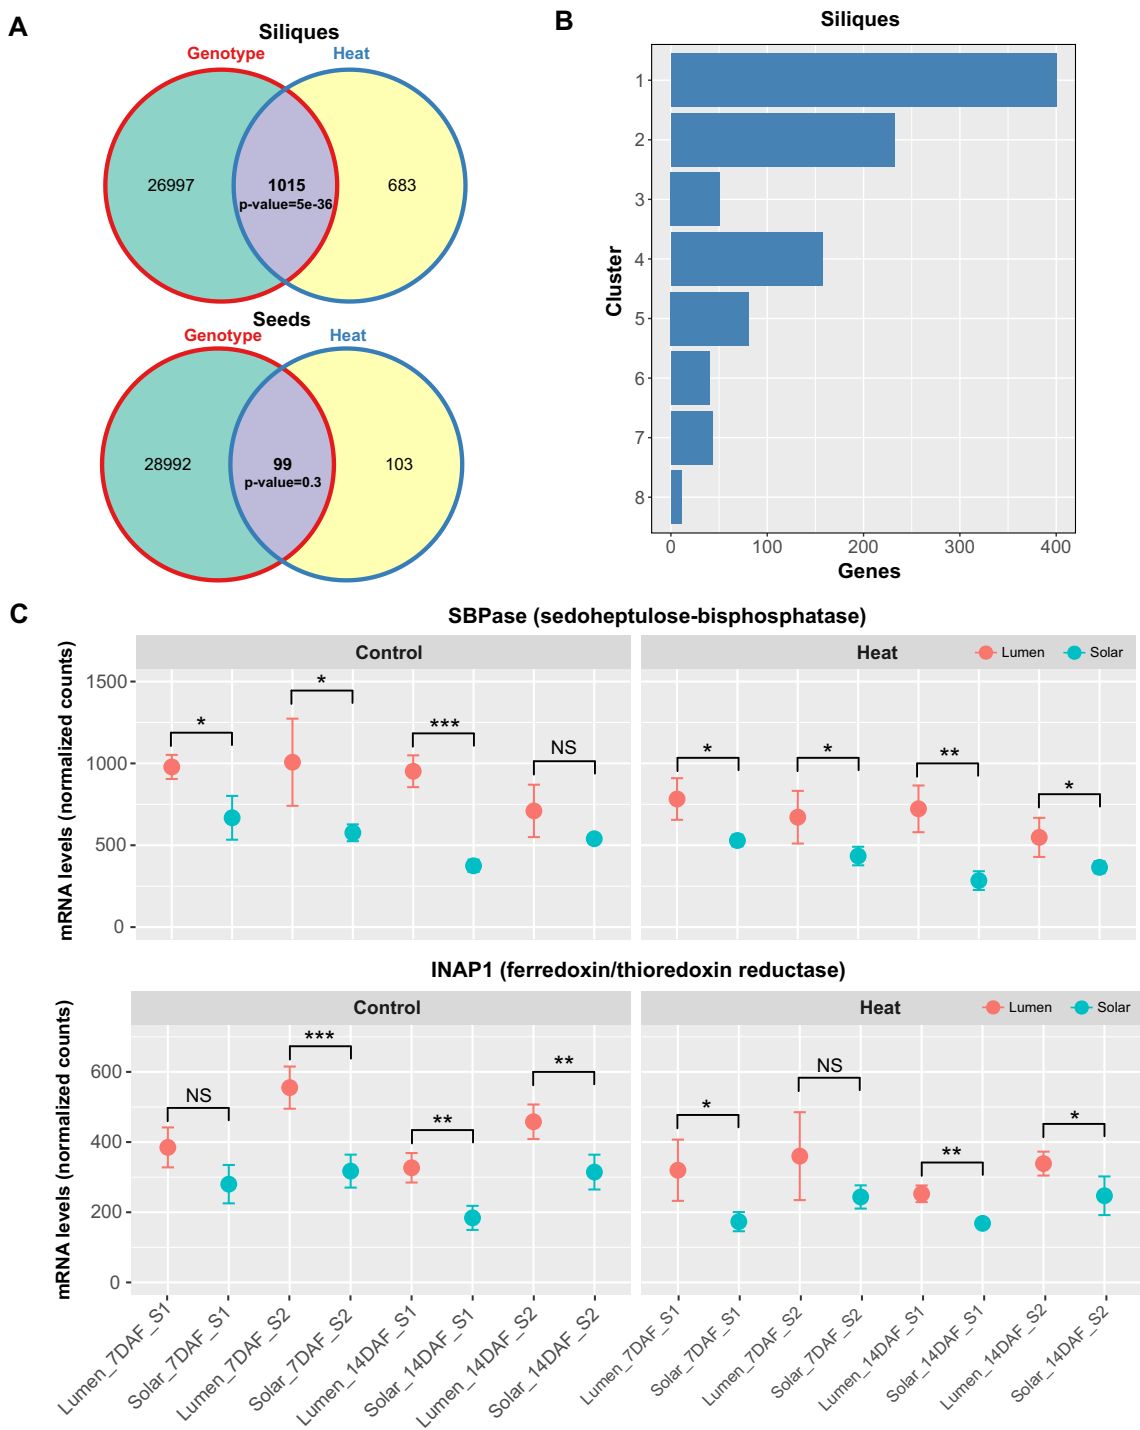 A
Siliques
Genotype Heat
26997 1015 683
p-value=5e-36
Seeds
Genotype Heat
28992 99 103
p-value=0.3
B
Siliques
Cluster
1
2
3
4
5
6
7
8
0 100 200 300 400
Genes
C
SBPase (sedoheptulose-bisphosphatase)
mRNA levels (normalized counts)
Control
Heat
Lumen Solar
1500
1000
500
0
* * *** NS
* * ** *
INAP1 (ferredoxin/thioredoxin reductase)
mRNA levels (normalized counts)
Control
Heat
Lumen Solar
600
400
200
0
NS *** ** **
* NS ** *
Lumen_7DAF_S1
Solar_7DAF_S1
Lumen_7DAF_S2
Solar_7DAF_S2
Lumen_14DAF_S1
Solar_14DAF_S1
Lumen_14DAF_S2
Solar_14DAF_S2
Lumen_7DAF_S1
Solar_7DAF_S1
Lumen_7DAF_S2
Solar_7DAF_S2
Lumen_14DAF_S1
Solar_14DAF_S1
Lumen_14DAF_S2
Solar_14DAF_S2